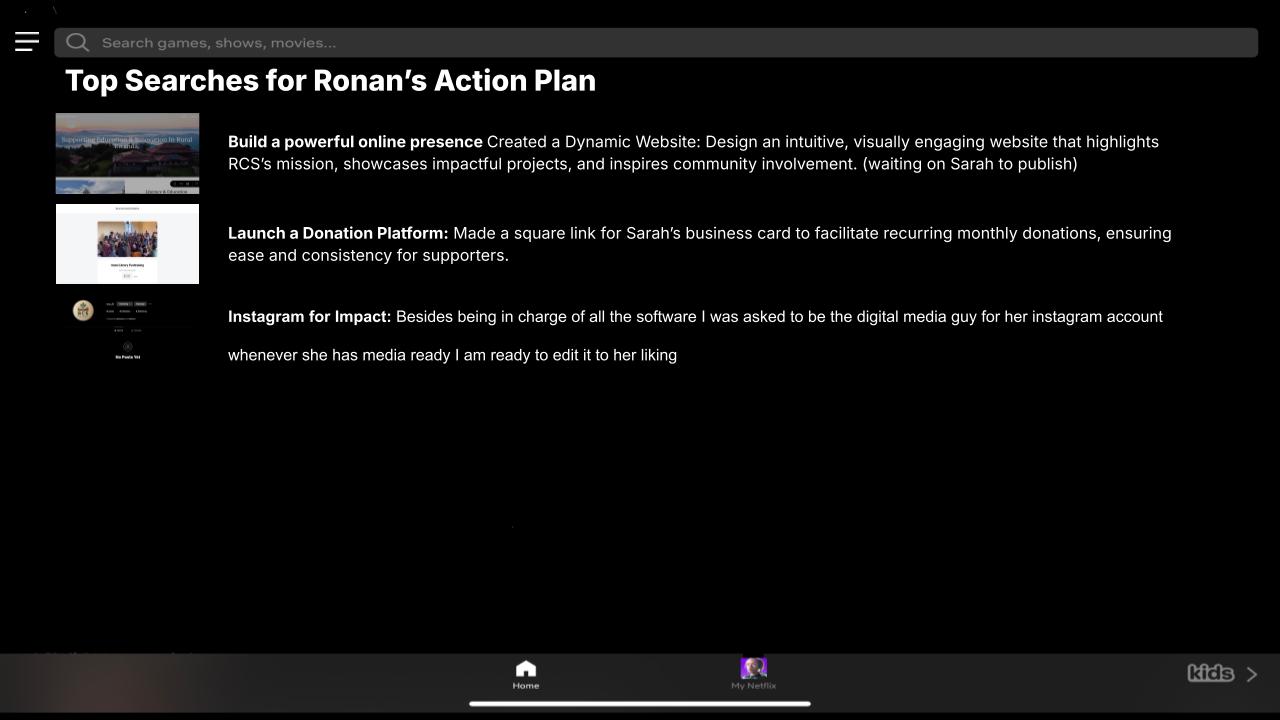 Search games, shows, movies...
Top Searches for Ronan’s Action Plan
Supporting Education & Innovation In Rural
Rwanda.
Literacy & Education
Build a powerful online presence Created a Dynamic Website: Design an intuitive, visually engaging website that highlights
RCS’s mission, showcases impactful projects, and inspires community involvement. (waiting on Sarah to publish)
Launch a Donation Platform: Made a square link for Sarah’s business card to facilitate recurring monthly donations, ensuring
ease and consistency for supporters.
Instagram for Impact: Besides being in charge of all the software I was asked to be the digital media guy for her instagram account
whenever she has media ready I am ready to edit it to her liking
No Posts Yet
Home
My Netflix
kids